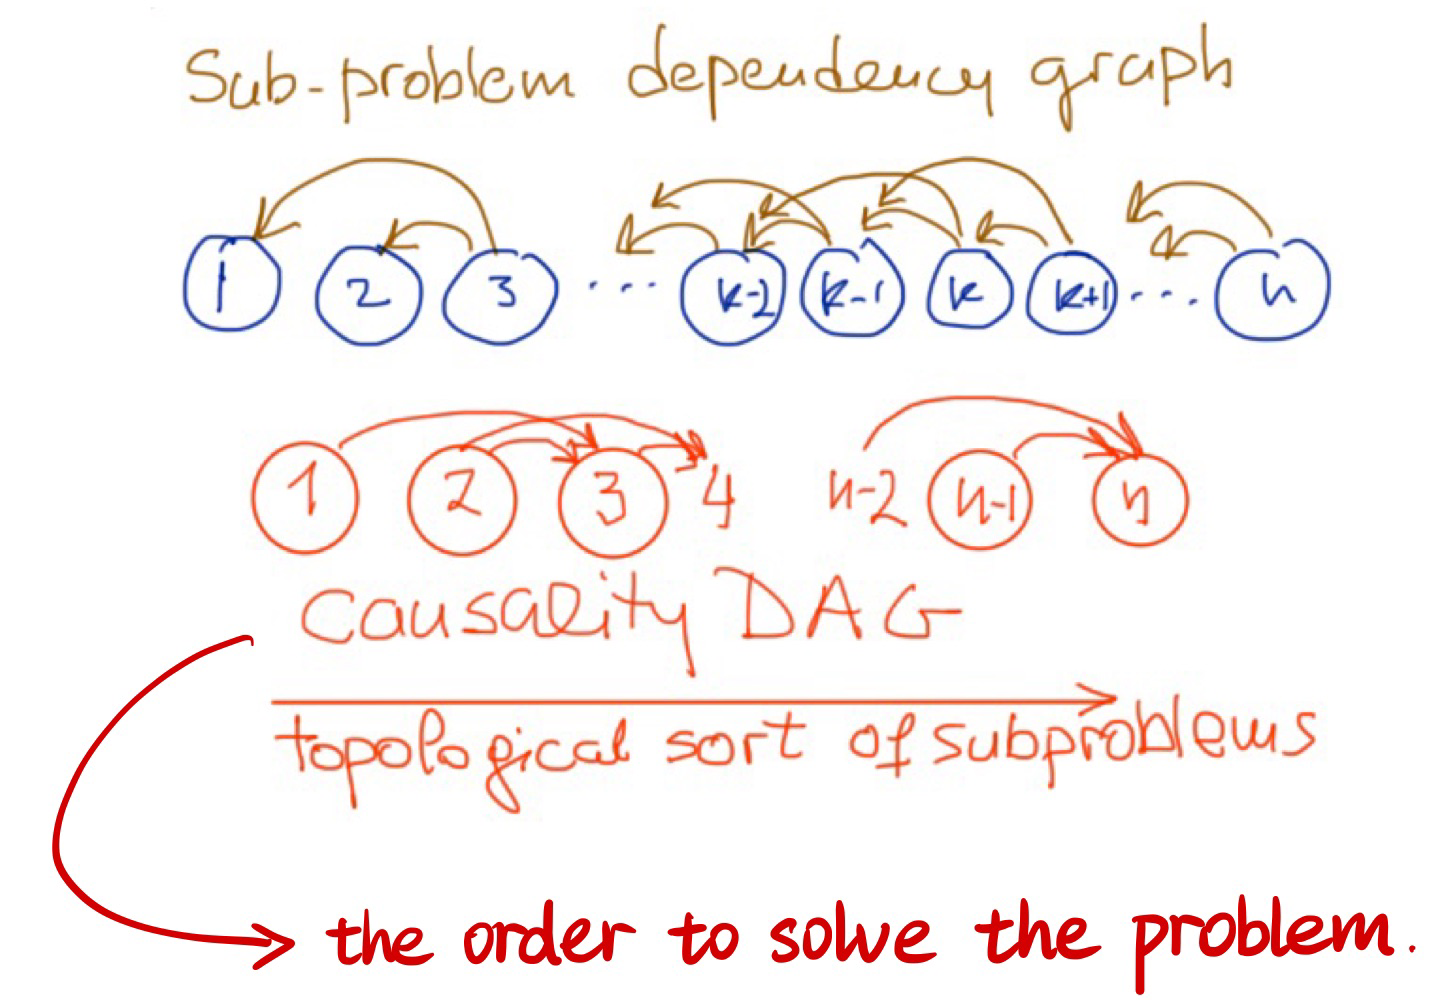 Sub-problem dependency graph
1 2 3 ... k-2 k-1 k k+1 ... n
1 2 3 4 n-2 n-1 n
Causality DAG
topological sort of subproblems
the order to solve the problem.